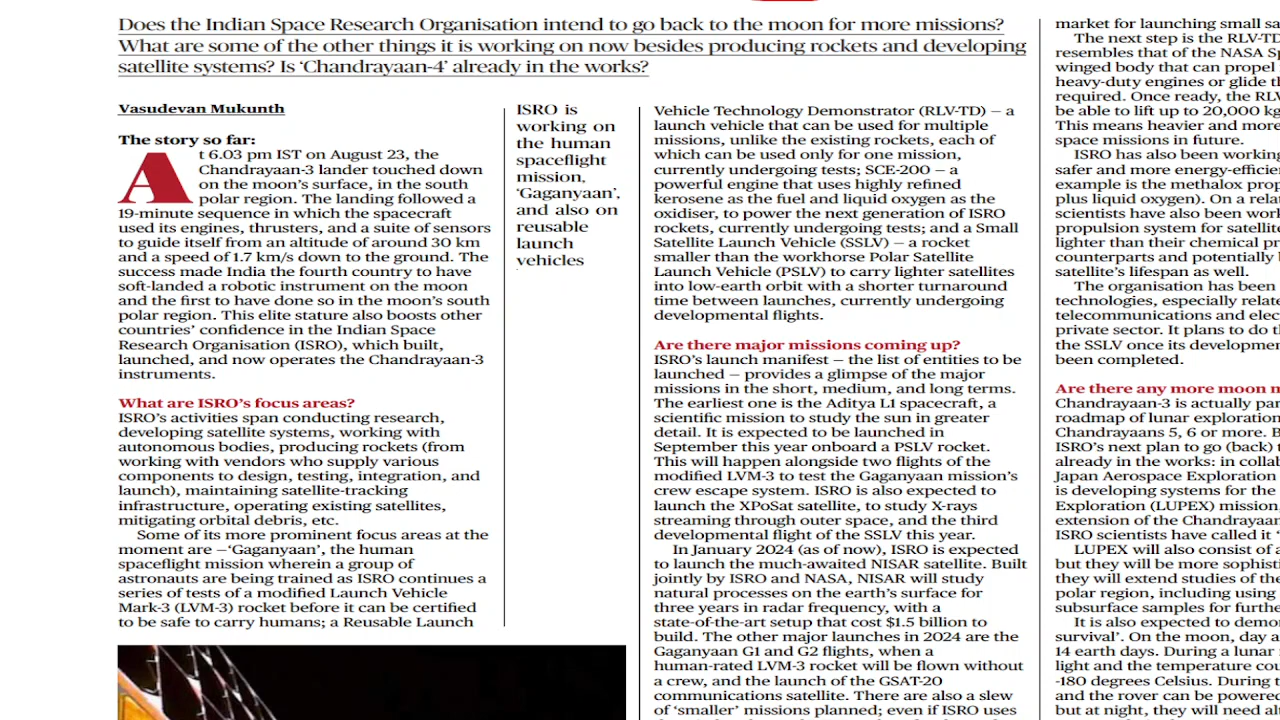 Does the Indian Space Research Organisation intend to go back to the moon for more missions?
What are some of the other things it is working on now besides producing rockets and developing
satellite systems? Is ‘Chandrayaan-4’ already in the works?
Vasudevan Mukunth
The story so far:
At 6.03 pm IST on August 23, the
Chandrayaan-3 lander touched down
on the moon’s surface, in the south
polar region. The landing followed a
19-minute sequence in which the spacecraft
used its engines, thrusters, and a suite of sensors
to guide itself from an altitude of around 30 km
and a speed of 1.7 km/s down to the ground. The
success made India the fourth country to have
soft-landed a robotic instrument on the moon
and the first to have done so in the moon’s south
polar region. This elite stature also boosts other
countries’ confidence in the Indian Space
Research Organisation (ISRO), which built,
launched, and now operates the Chandrayaan-3
instruments.
What are ISRO’s focus areas?
ISRO’s activities span conducting research,
developing satellite systems, working with
autonomous bodies, producing rockets (from
working with vendors who supply various
components to design, testing, integration, and
launch), maintaining satellite-tracking
infrastructure, operating existing satellites,
mitigating orbital debris, etc.
Some of its more prominent focus areas at the
moment are —‘Gaganyaan’, the human
spaceflight mission wherein a group of
astronauts are being trained as ISRO continues a
series of tests of a modified Launch Vehicle
Mark-3 (LVM-3) rocket before it can be certified
to be safe to carry humans; a Reusable Launch
ISRO is
working on
the human
spaceflight
mission,
‘Gaganyaan’,
and also on
reusable
launch
vehicles
Vehicle Technology Demonstrator (RLV-TD) — a
launch vehicle that can be used for multiple
missions, unlike the existing rockets, each of
which can be used only for one mission,
currently undergoing tests; SCE-200 — a
powerful engine that uses highly refined
kerosene as the fuel and liquid oxygen as the
oxidiser, to power the next generation of ISRO
rockets, currently undergoing tests; and a Small
Satellite Launch Vehicle (SSLV) — a rocket
smaller than the workhorse Polar Satellite
Launch Vehicle (PSLV) to carry lighter satellites
into low-earth orbit with a shorter turnaround
time between launches, currently undergoing
developmental flights.
Are there major missions coming up?
ISRO’s launch manifest — the list of entities to be
launched — provides a glimpse of the major
missions in the short, medium, and long terms.
The earliest one is the Aditya L1 spacecraft, a
scientific mission to study the sun in greater
detail. It is expected to be launched in
September this year onboard a PSLV rocket.
This will happen alongside two flights of the
modified LVM-3 to test the Gaganyaan mission’s
crew escape system. ISRO is also expected to
launch the XPoSat satellite, to study X-rays
streaming through outer space, and the third
developmental flight of the SSLV this year.
In January 2024 (as of now), ISRO is expected
to launch the much-awaited NISAR satellite. Built
jointly by ISRO and NASA, NISAR will study
natural processes on the earth’s surface for
three years in radar frequency, with a
state-of-the-art setup that cost $1.5 billion to
build. The other major launches in 2024 are the
Gaganyaan G1 and G2 flights, when a
human-rated LVM-3 rocket will be flown without
a crew, and the launch of the GSAT-20
communications satellite. There are also a slew
of ‘smaller’ missions planned; even if ISRO uses
market for launching small sa
The next step is the RLV-TD
resembles that of the NASA Sp
winged body that can propel i
heavy-duty engines or glide th
required. Once ready, the RLV
be able to lift up to 20,000 kg
This means heavier and more
space missions in future.
ISRO has also been working
safer and more energy-efficie
example is the methalox prop
plus liquid oxygen). On a relat
scientists have also been work
propulsion system for satellite
lighter than their chemical pr
counterparts and potentially b
satellite’s lifespan as well.
The organisation has been
technologies, especially relate
telecommunications and elec
private sector. It plans to do th
the SSLV once its developmen
been completed.
Are there any more moon m
Chandrayaan-3 is actually par
roadmap of lunar exploration
Chandrayaans 5, 6 or more. B
ISRO’s next plan to go (back) t
already in the works: in collab
Japan Aerospace Exploration
is developing systems for the
Exploration (LUPEX) mission,
extension of the Chandrayaan
ISRO scientists have called it ‘
LUPEX will also consist of a
but they will be more sophisti
they will extend studies of the
polar region, including using
subsurface samples for furthe
It is also expected to demon
survival’. On the moon, day a
14 earth days. During a lunar
light and the temperature cou
-180 degrees Celsius. During t
and the rover can be powered
but at night, they will need al